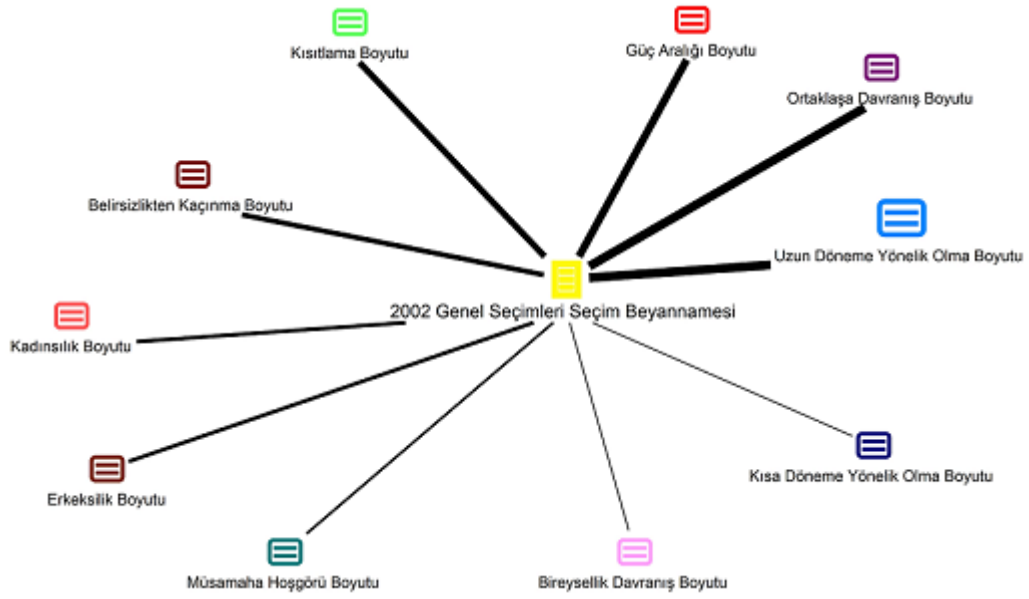 Kısıtlama Boyutu
Güç Aralığı Boyutu
Ortaklaşa Davranış Boyutu
Belirsizlikten Kaçınma Boyutu
Uzun Döneme Yönelik Olma Boyutu
2002 Genel Seçimleri Seçim Beyannamesi
Kadınsılık Boyutu
Kısa Döneme Yönelik Olma Boyutu
Erkeksilik Boyutu
Müsamaha Hoşgörü Boyutu
Bireysellik Davranış Boyutu